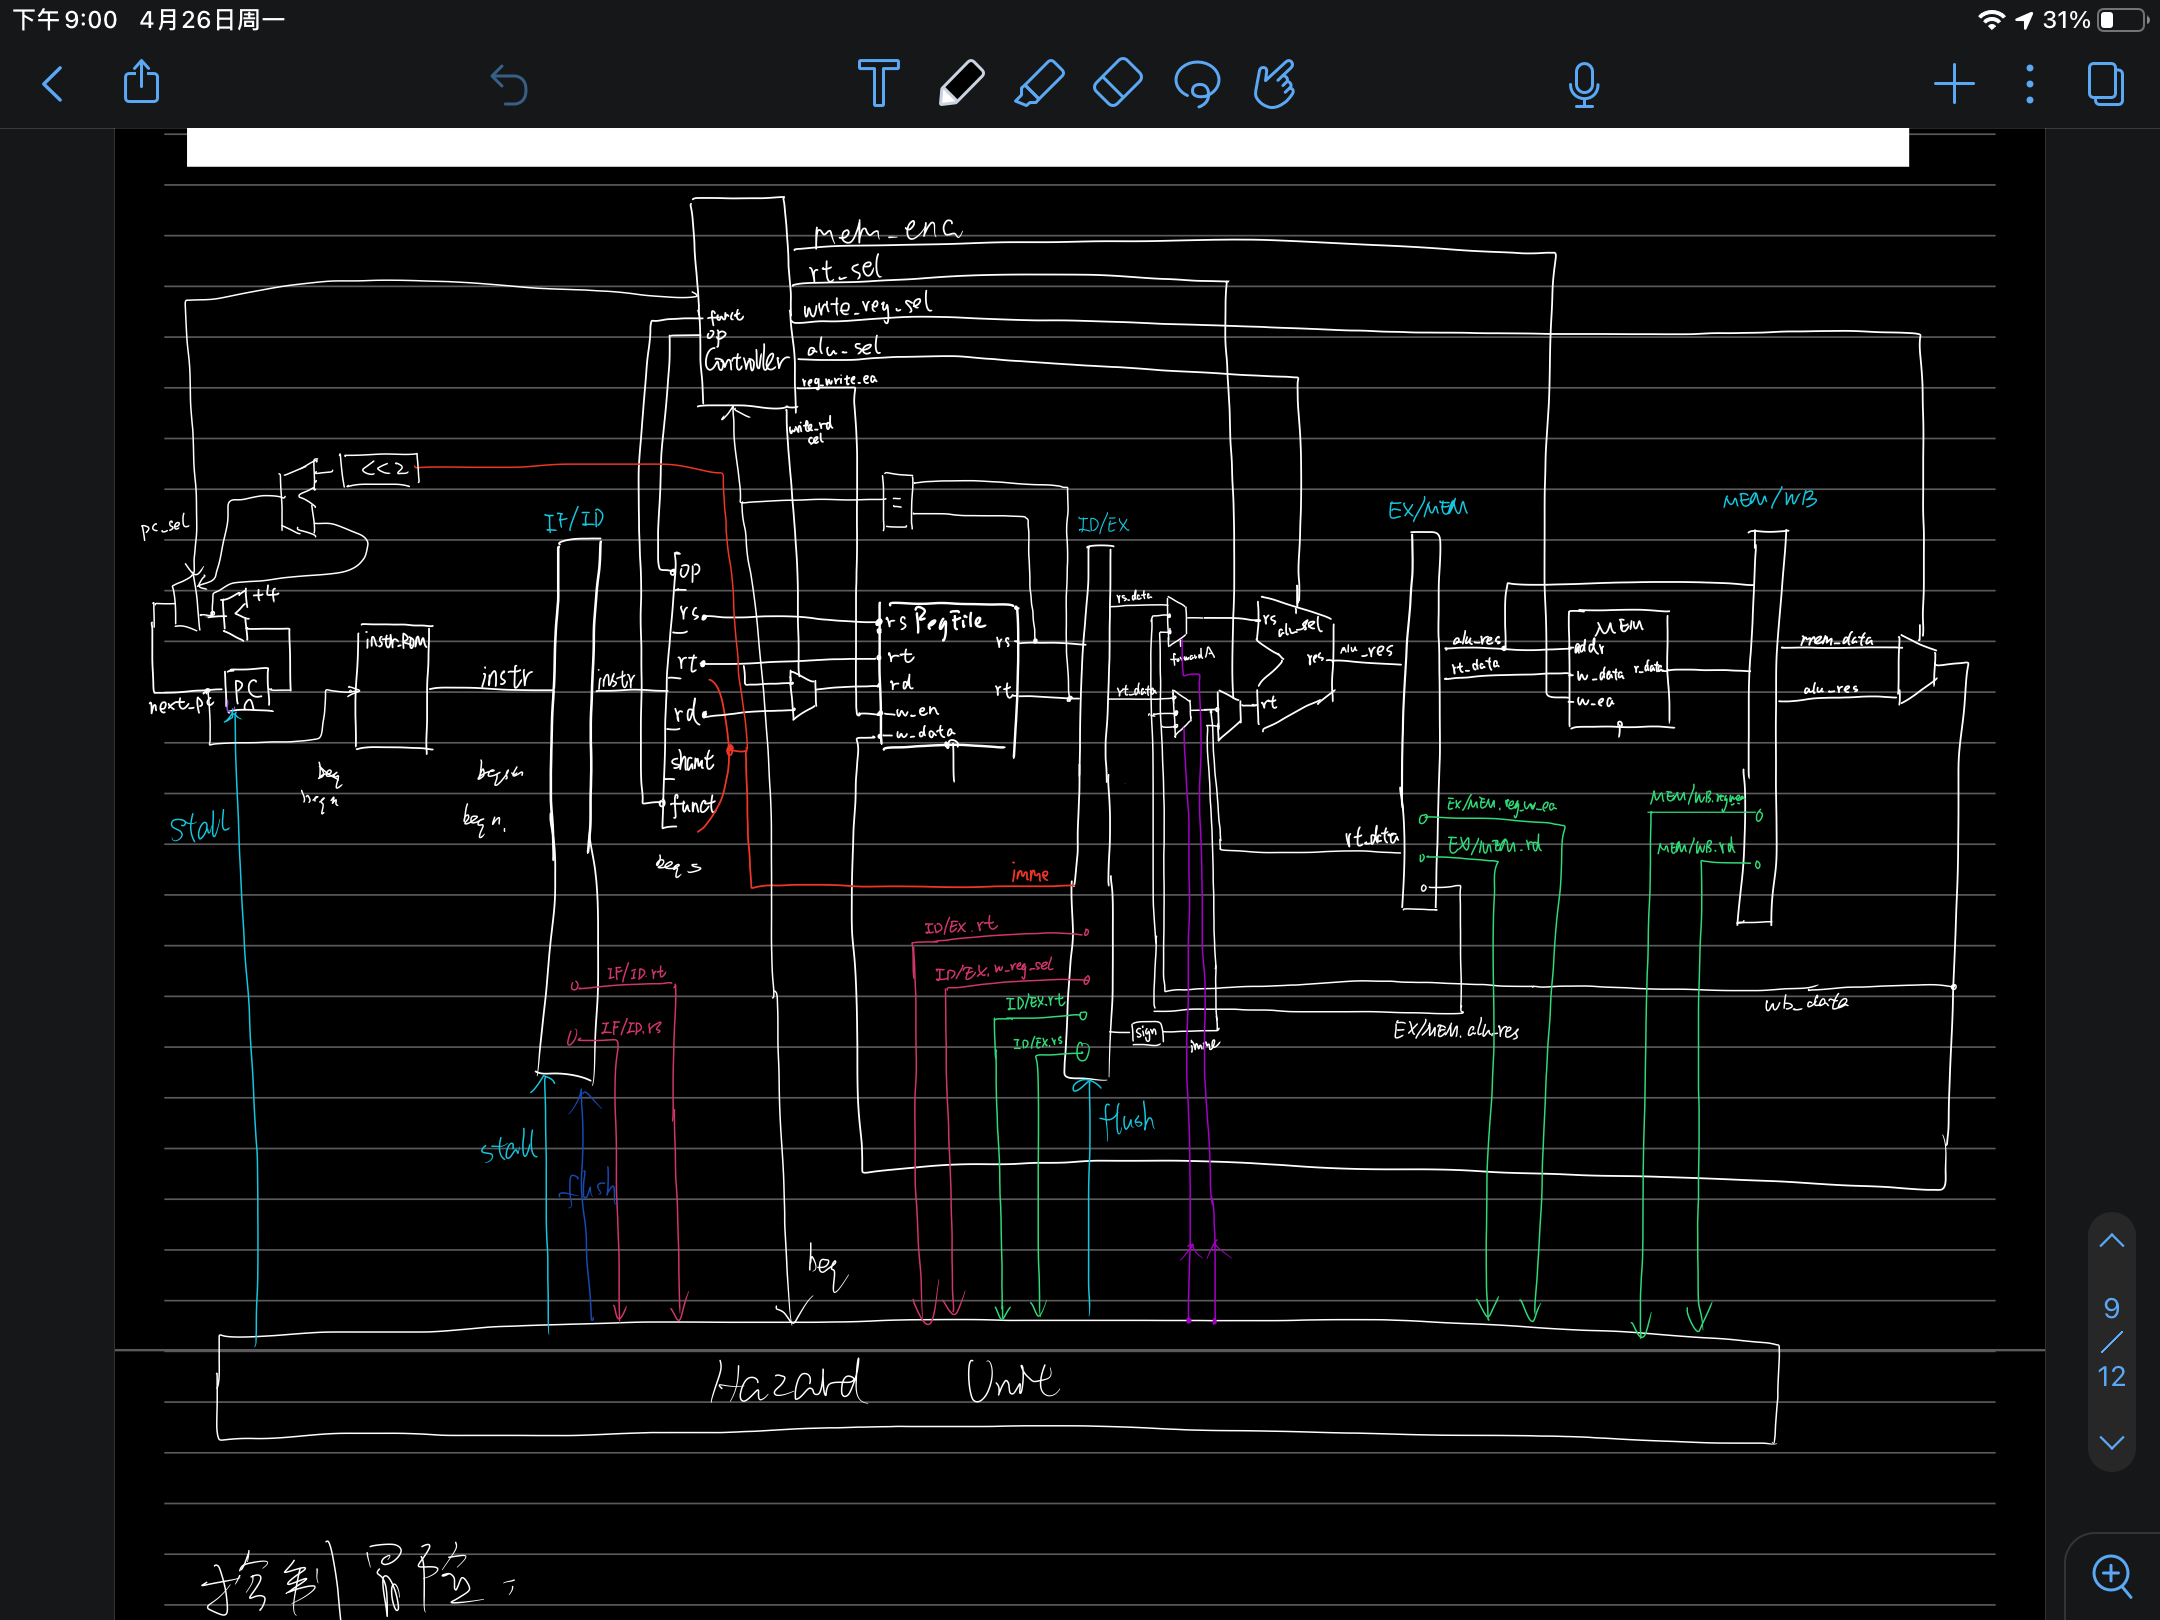 下午9:00 4月26日周一
31%
mem_ena
rt_sel
write_reg_sel
funct
op
Controller
alu_sel
reg_write_ea
write_rd
sel
<<2
pc_sel
IF/ID
=
ID/EX
EX/MEM
MEM/WB
+4
op
rs
rt
rd
shamt
funct
instr_ROM
PC
next_pc
instr
instr
rs RegFile
rt
rd
w_en
w_data
rs
rt
rs_data
rt_data
forwardA
rs
alu_sel
res
rt
alu_res
alu_res
rt_data
MEM
addr
w_data
r_data
w_ea
mem_data
alu_res
beq
beq n
beq n
beq n.
beq s
stall
rt_data
EX/MEM.reg_w_ea
EX/MEM.rd
MEM/WB.rd
imme
ID/EX.rt
ID/EX.w_reg_sel
ID/EX.rt
ID/EX.rs
IF/ID.rt
IF/ID.rs
sign
imme
EX/MEM.alu_res
wb_data
stall
flush
flush
beq
Hazard Unit
9
/
12
控制冒险: